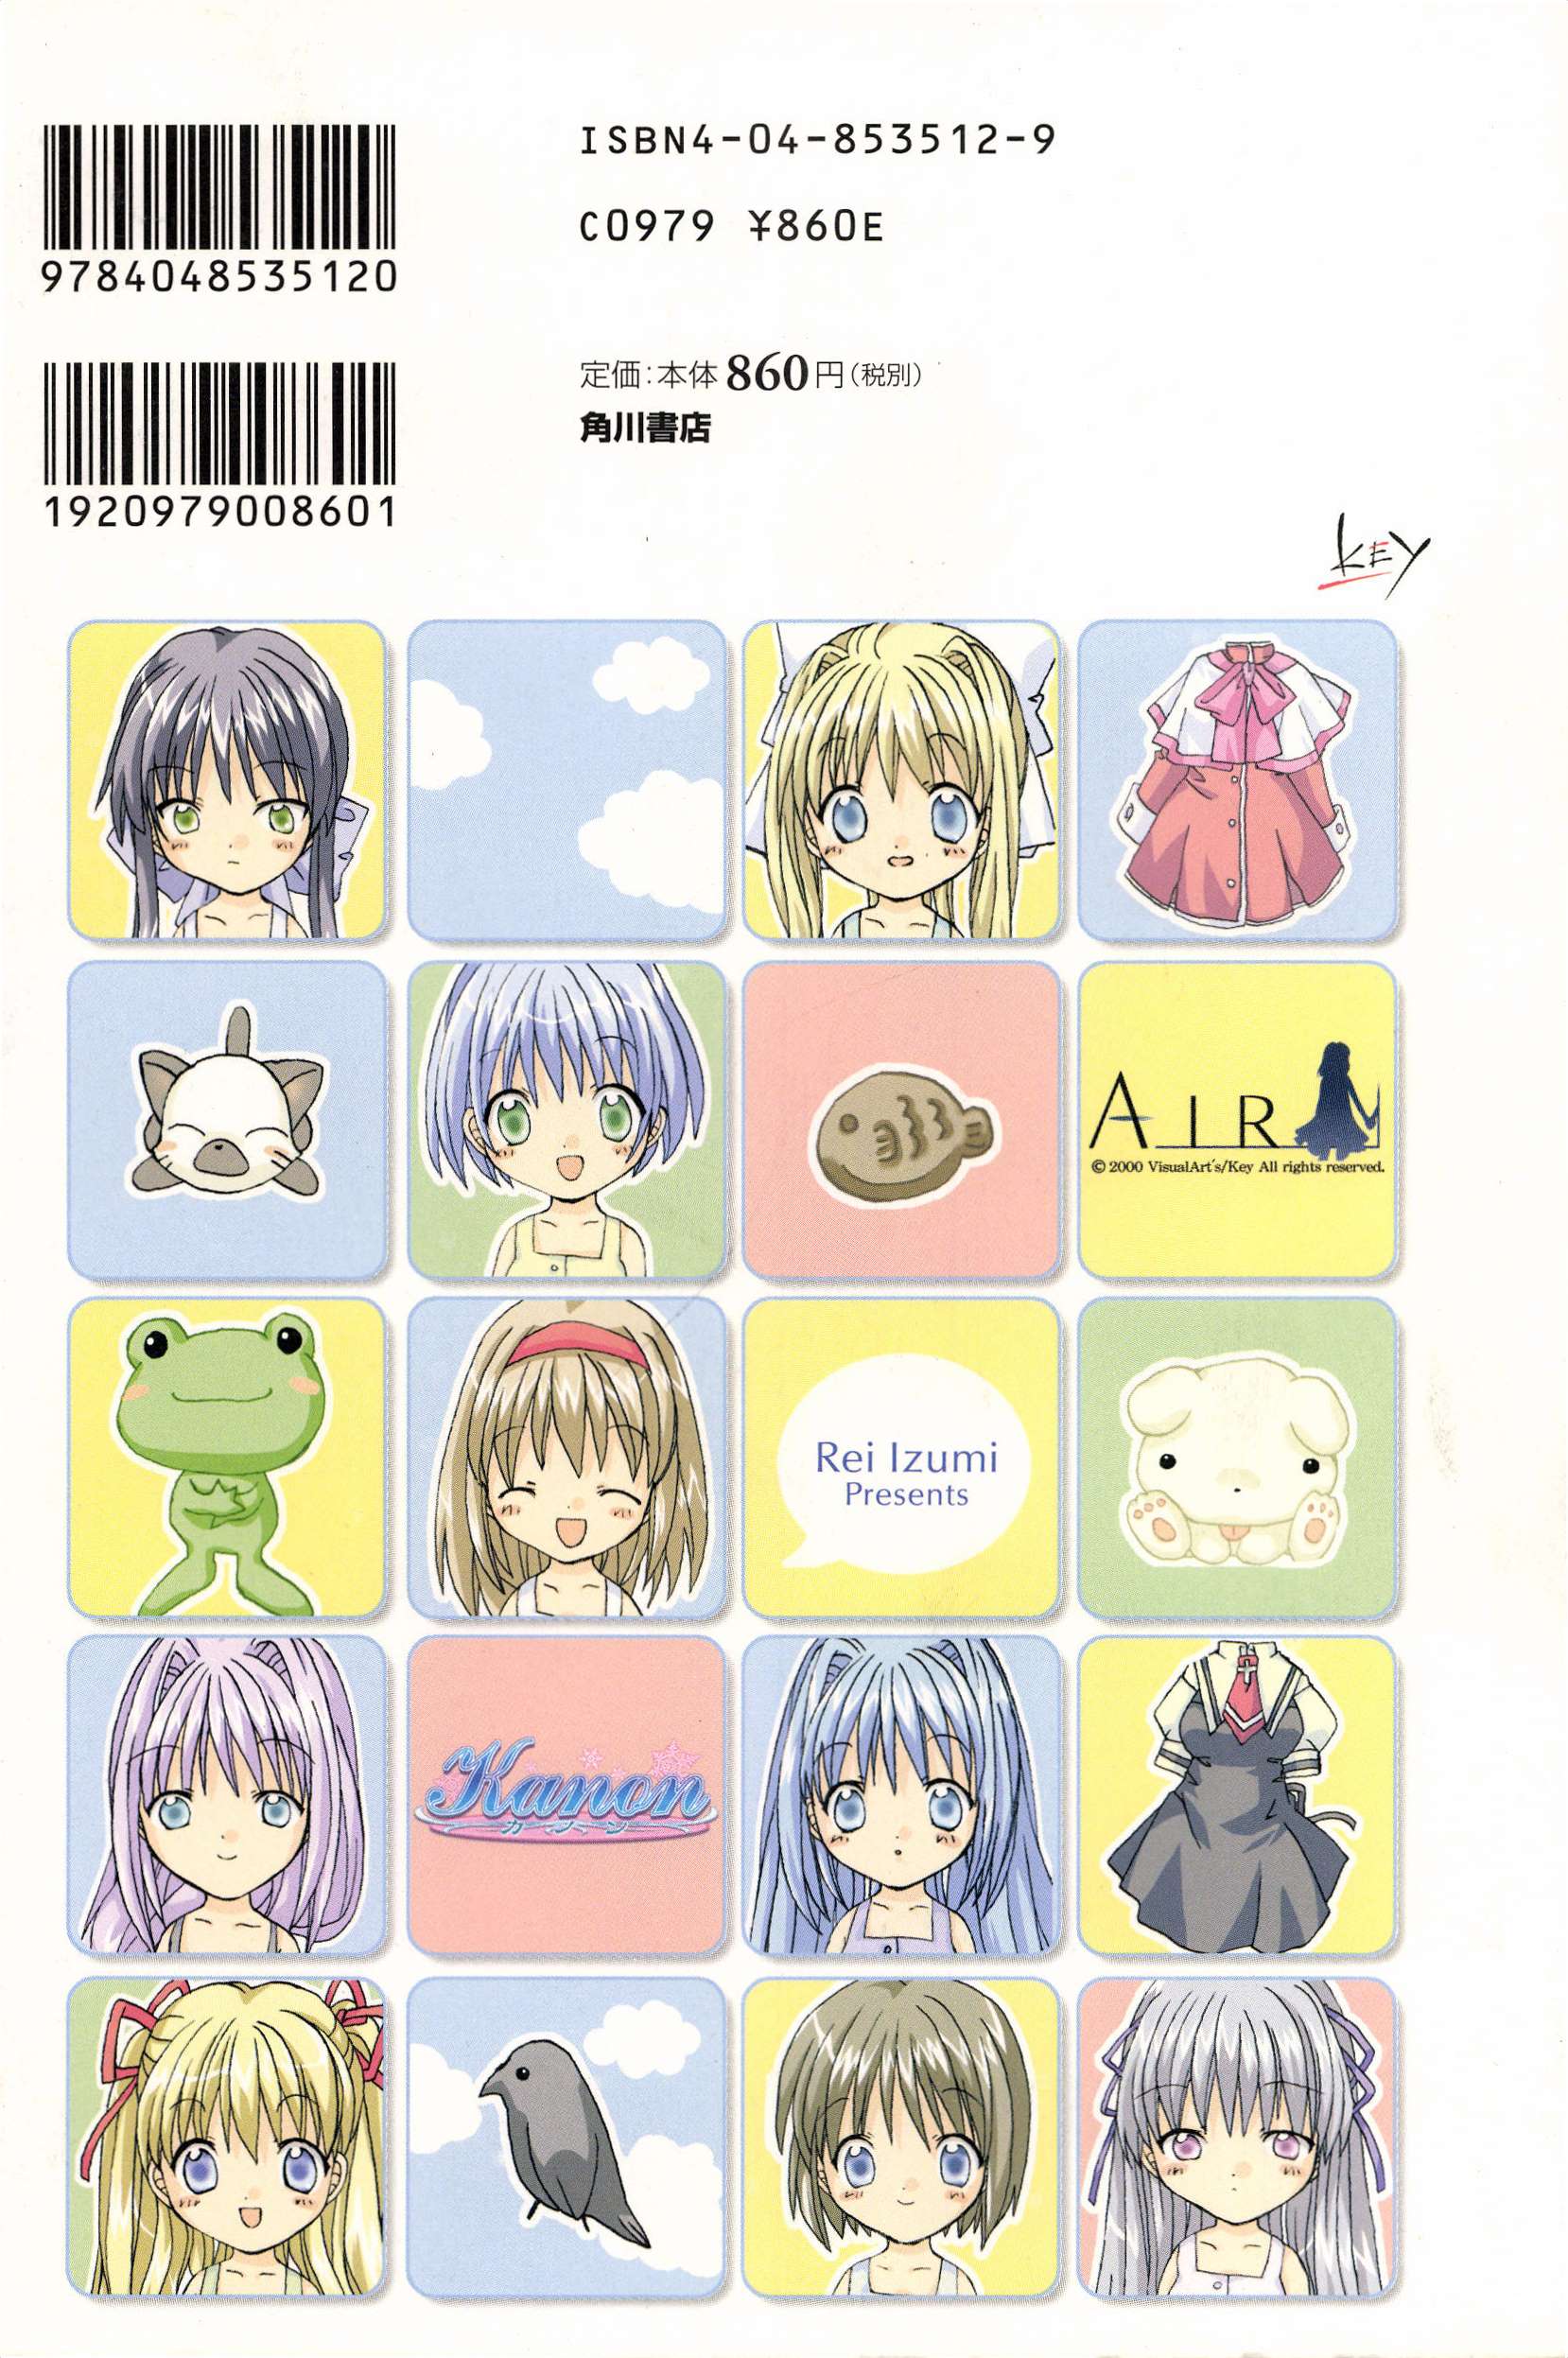 ISBN4-04-853512-9
9784048535120
C0979 ¥860E
定価:本体860円(税別)
角川書店
1920979008601
KEY
AIR
© 2000 VisualArt's/Key All rights reserved.
Rei Izumi
Presents
Kanon
カノン